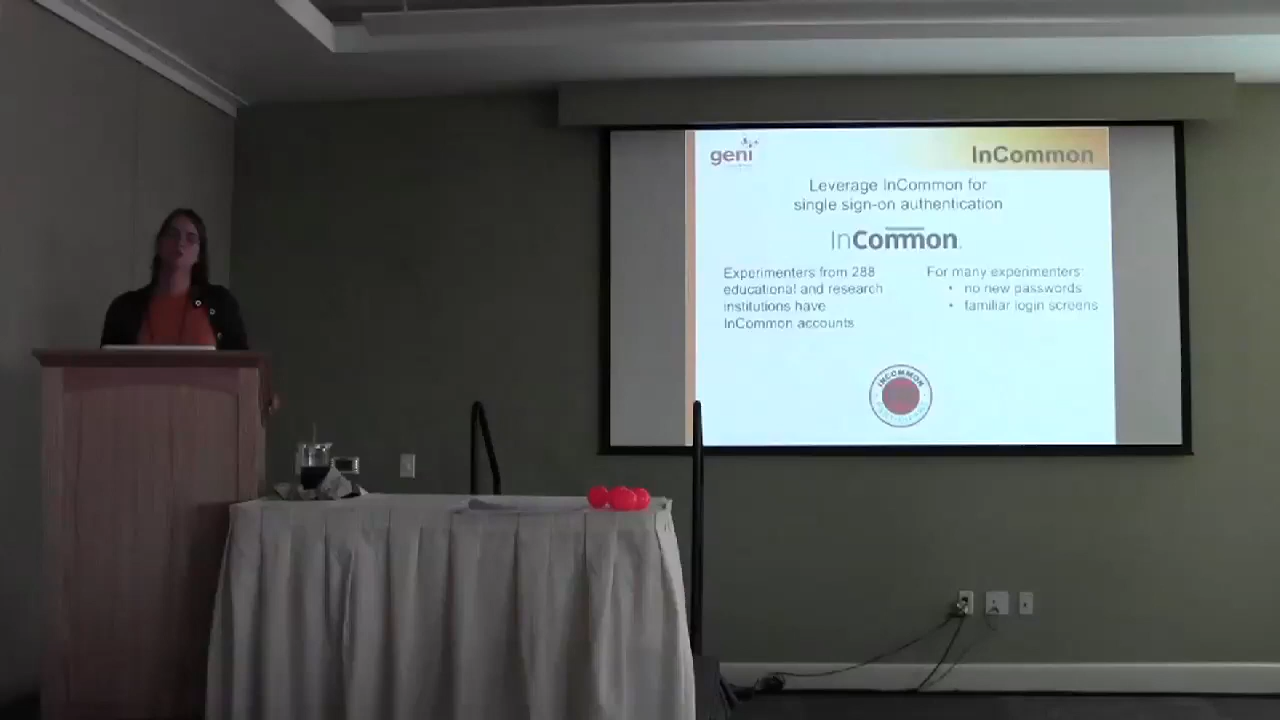 geni
InCommon
Leverage InCommon for
single sign-on authentication
InCommon
Experimenters from 288
educational and research
institutions have
InCommon accounts
For many experimenters:
• no new passwords
• familiar login screens
INCOMMON